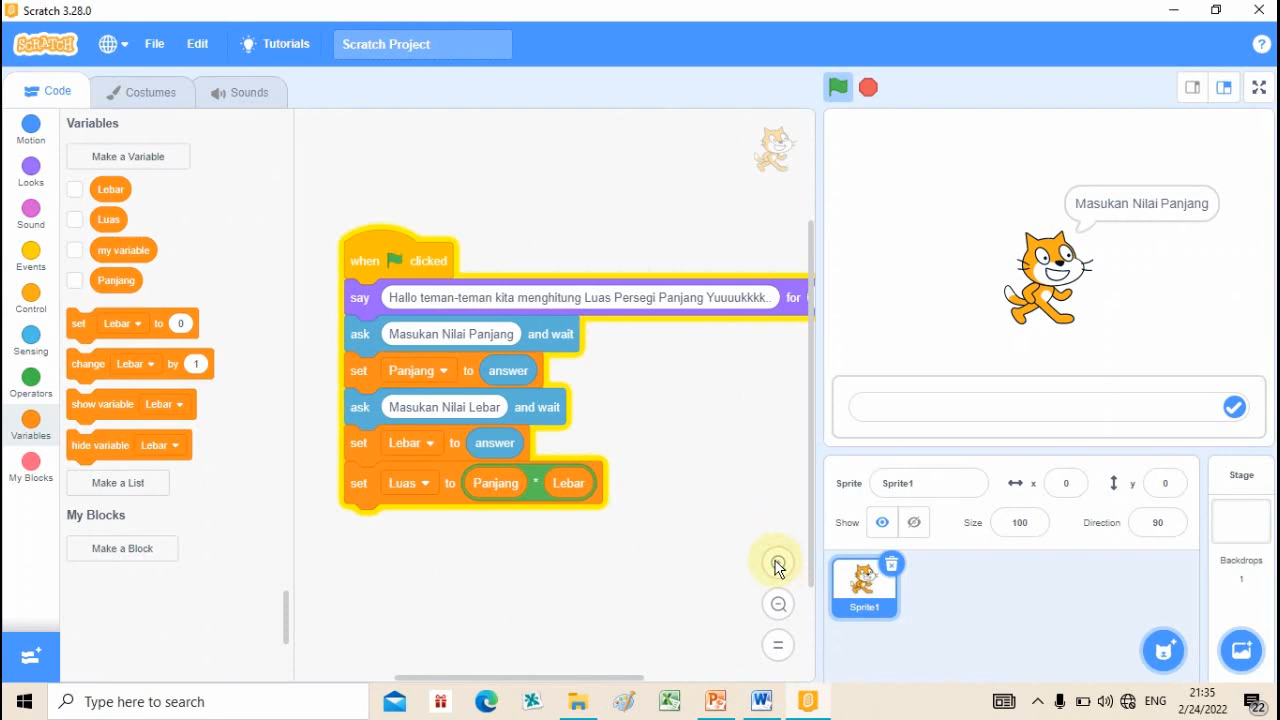 Scratch 3.28.0
SCRATCH
File
Edit
Tutorials
Scratch Project
?
Code
Costumes
Sounds
Motion
Looks
Sound
Events
Control
Sensing
Operators
Variables
My Blocks
Variables
Make a Variable
Lebar
Luas
my variable
Panjang
set Lebar to 0
change Lebar by 1
show variable Lebar
hide variable Lebar
Make a List
My Blocks
Make a Block
when clicked
say Hallo teman-teman kita menghitung Luas Persegi Panjang Yuuuukkkk.. for
ask Masukan Nilai Panjang and wait
set Panjang to answer
ask Masukan Nilai Lebar and wait
set Lebar to answer
set Luas to Panjang * Lebar
Masukan Nilai Panjang
Sprite Sprite1 x 0 y 0
Show Size 100 Direction 90
Sprite1
Stage
Backdrops
1
Type here to search
ENG
21:35
2/24/2022
22